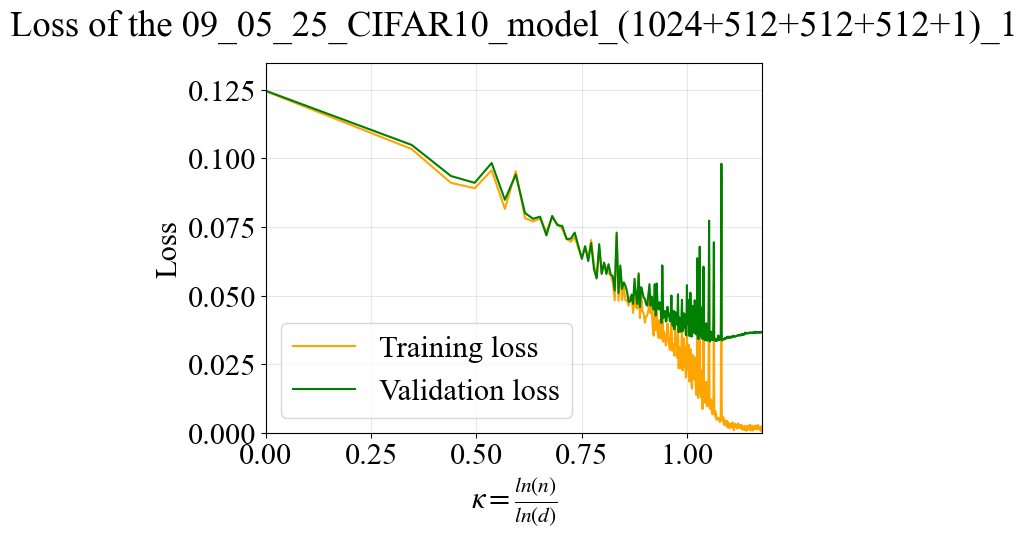 Loss of the 09_05_25_CIFAR10_model_(1024+512+512+512+1)_1
0.125
0.100
0.075
0.050
0.025
0.000
Loss
Training loss
Validation loss
0.00 0.25 0.50 0.75 1.00
κ = ln(n)/ln(d)